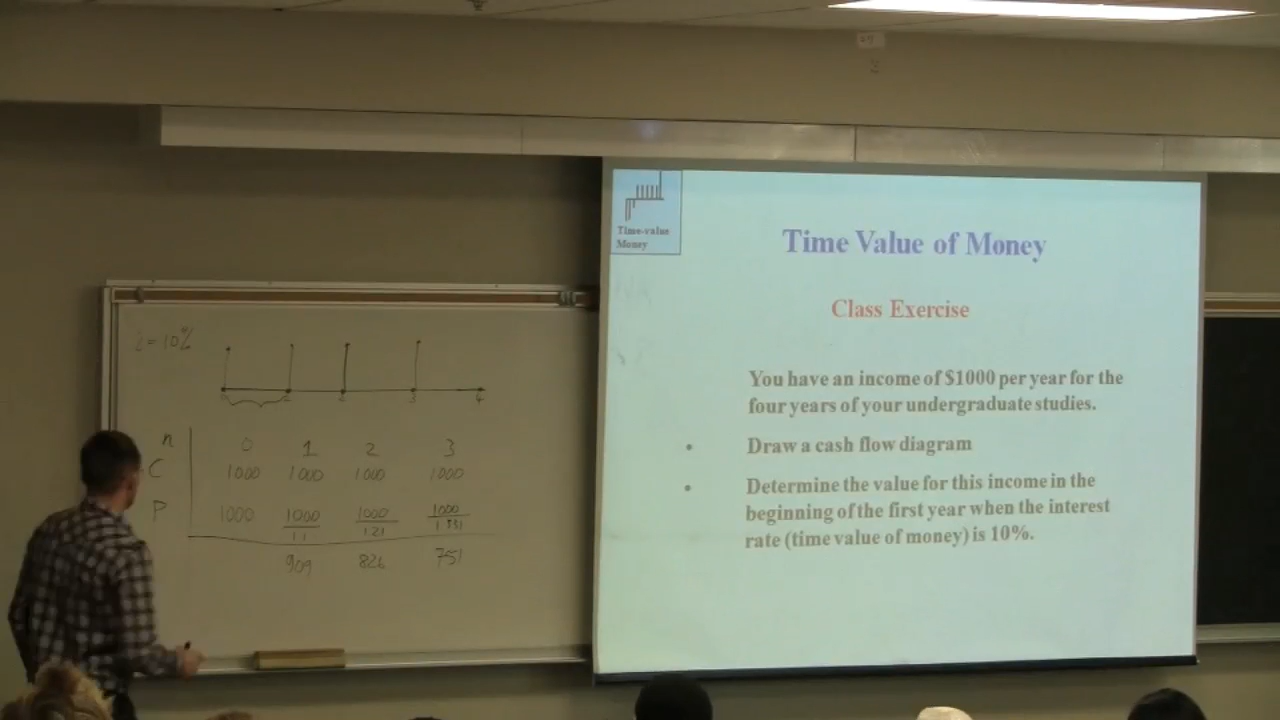 i=10%
0 1 2 3 4
n 0 1 2 3
C 1000 1000 1000 1000
P 1000 1000/1.1 1000/1.21 1000/1.331
909 826 751
Time-value
Money
Time Value of Money
Class Exercise
You have an income of $1000 per year for the
four years of your undergraduate studies.
• Draw a cash flow diagram
• Determine the value for this income in the
beginning of the first year when the interest
rate (time value of money) is 10%.